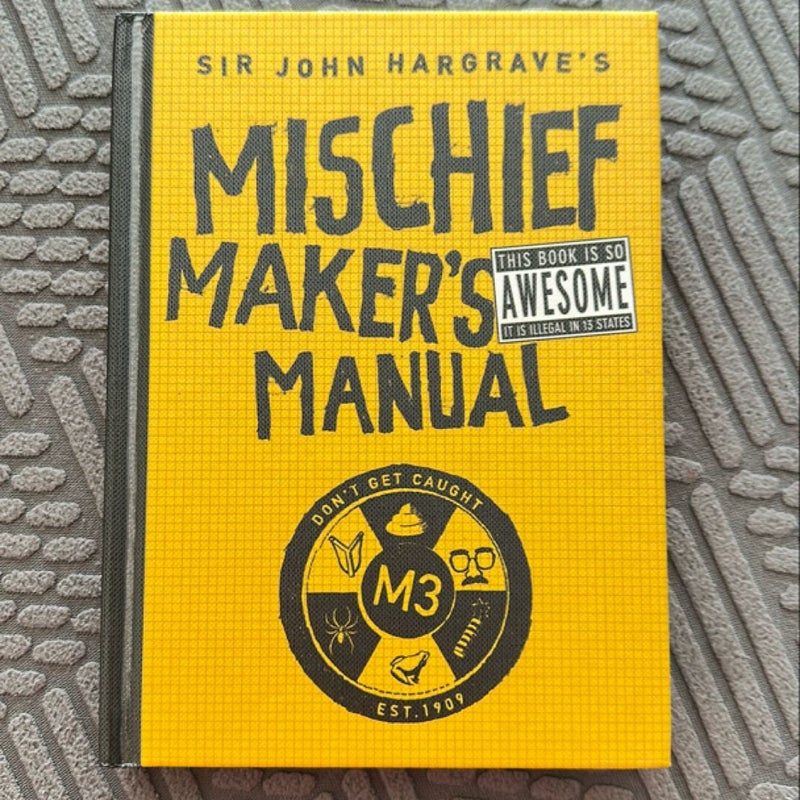 SIR JOHN HARGRAVE'S
MISCHIEF
MAKER'S
MANUAL
THIS BOOK IS SO
AWESOME
IT IS ILLEGAL IN 13 STATES
DON'T GET CAUGHT
M3
EST. 1909